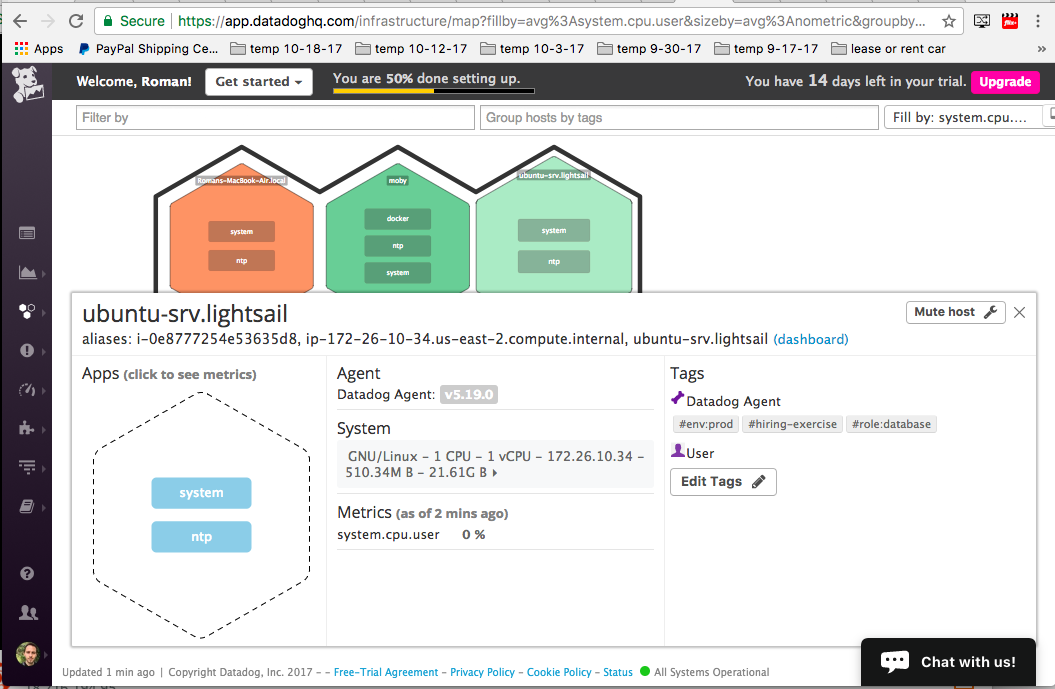 Secure | https://app.datadoghq.com/infrastructure/map?fillby=avg%3Asystem.cpu.user&sizeby=avg%3Anometric&groupby...
Apps PayPal Shipping Ce... temp 10-18-17 temp 10-12-17 temp 10-3-17 temp 9-30-17 temp 9-17-17 lease or rent car »
Welcome, Roman! Get started You are 50% done setting up. You have 14 days left in your trial. Upgrade
Filter by Group hosts by tags Fill by: system.cpu....
Romans-MacBook-Air.local moby ubuntu-srv.lightsail
system docker system
ntp ntp ntp
system
ubuntu-srv.lightsail Mute host
aliases: i-0e8777254e53635d8, ip-172-26-10-34.us-east-2.compute.internal, ubuntu-srv.lightsail (dashboard)
Apps (click to see metrics)
system
ntp
Agent
Datadog Agent: v5.19.0
System
GNU/Linux - 1 CPU - 1 vCPU - 172.26.10.34 -
510.34M B - 21.61G B
Metrics (as of 2 mins ago)
system.cpu.user 0 %
Tags
Datadog Agent
#env:prod #hiring-exercise #role:database
User
Edit Tags
Updated 1 min ago | Copyright Datadog, Inc. 2017 - - Free-Trial Agreement - Privacy Policy - Cookie Policy - Status All Systems Operational
Chat with us!